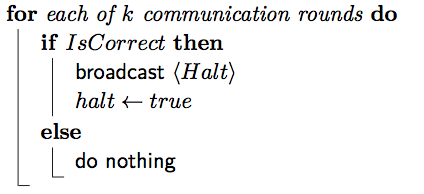 for each of k communication rounds do
if IsCorrect then
broadcast ⟨Halt⟩
halt ← true
else
do nothing